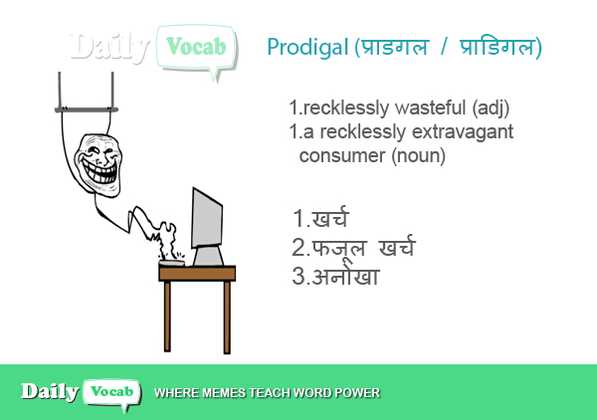 Daily Vocab
Prodigal (प्राडगल / प्राडिगल)
1.recklessly wasteful (adj)
1.a recklessly extravagant
consumer (noun)
1.खर्च
2.फजूल खर्च
3.अनोखा
Daily Vocab WHERE MEMES TEACH WORD POWER